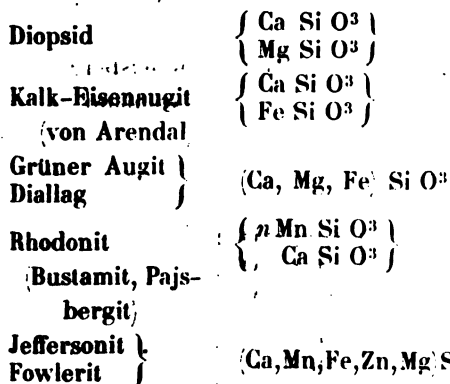 Diopsid { Ca Si O³ }
{ Mg Si O³ }
Kalk-Eisenaugit { Ca Si O³ }
(von Arendal { Fe Si O³ }
Grüner Augit }
Diallag } (Ca, Mg, Fe) Si O³
Rhodonit { n Mn Si O³ }
(Bustamit, Pajs- { Ca Si O³ }
bergit)
Jeffersonit }
Fowlerit { (Ca,Mn,Fe,Zn,Mg) S